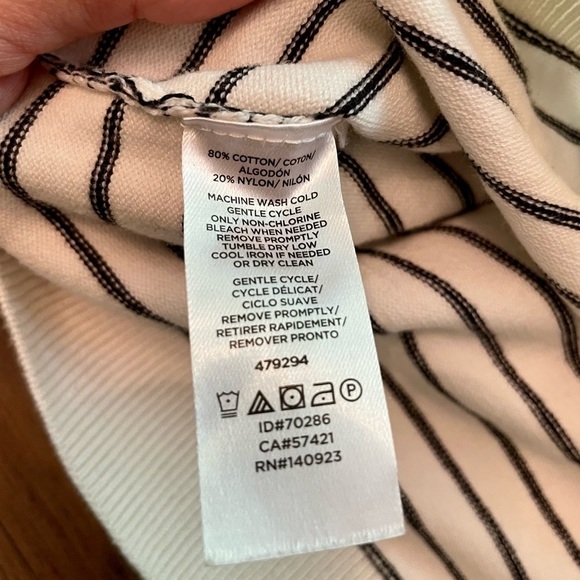 80% COTTON/ COTON/
ALGODÓN
20% NYLON/ NILÓN
MACHINE WASH COLD
GENTLE CYCLE
ONLY NON-CHLORINE
BLEACH WHEN NEEDED
REMOVE PROMPTLY
TUMBLE DRY LOW
COOL IRON IF NEEDED
OR DRY CLEAN
GENTLE CYCLE/
CYCLE DÉLICAT/
CICLO SUAVE
REMOVE PROMPTLY/
RETIRER RAPIDEMENT/
REMOVER PRONTO
479294
P
ID#70286
CA#57421
RN#140923